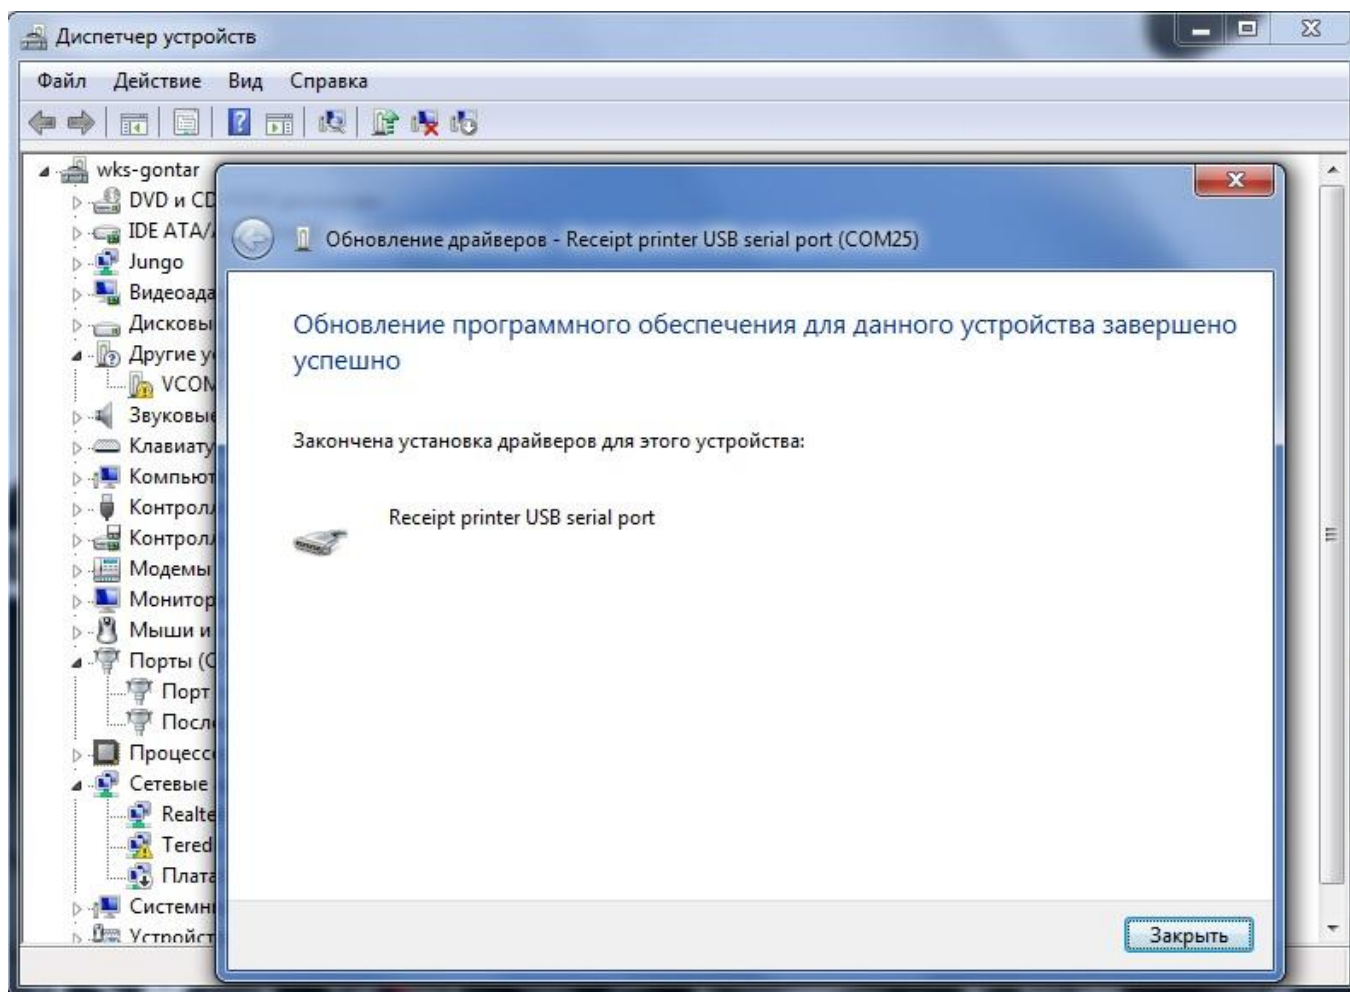 Диспетчер устройств
Файл Действие Вид Справка
wks-gontar
DVD и CD
IDE ATA/
Jungo
Обновление драйверов - Receipt printer USB serial port (COM25)
Видеоада
Дисковы
Другие у
VCOM
Звуковые
Клавиату
Компьют
Контрол
Контрол
Модемы
Монитор
Мыши и
Порты (С
Порт
После
Процессо
Сетевые
Realte
Tered
Плата
Системн
Устройст
Обновление программного обеспечения для данного устройства завершено
успешно
Закончена установка драйверов для этого устройства:
Receipt printer USB serial port
Закрыть